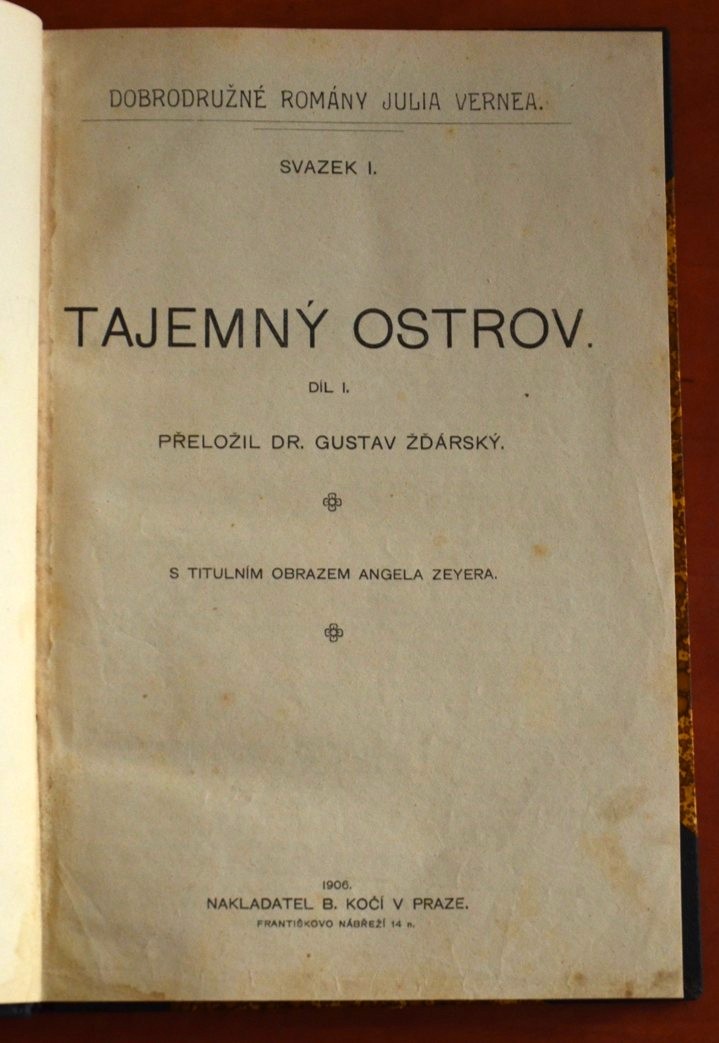 DOBRODRUŽNÉ ROMÁNY JULIA VERNEA.
SVAZEK I.
TAJEMNÝ OSTROV.
DÍL I.
PŘELOŽIL DR. GUSTAV ŽĎÁRSKÝ.
S TITULNÍM OBRAZEM ANGELA ZEYERA.
1906.
NAKLADATEL B. KOČÍ V PRAZE.
FRANTIŠKOVO NÁBŘEŽÍ 14 n.